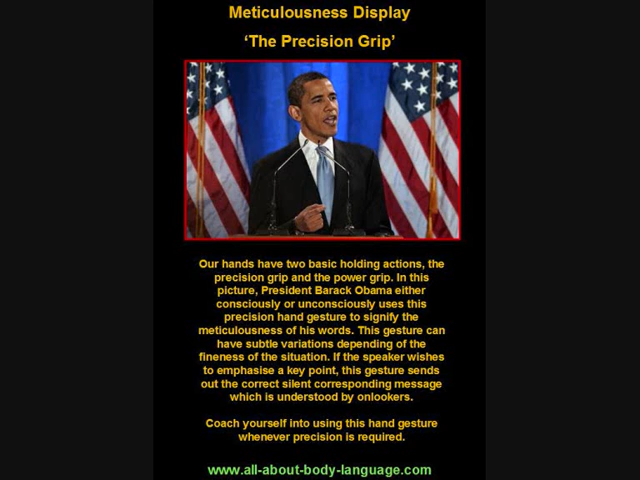 Meticulousness Display
‘The Precision Grip’
Our hands have two basic holding actions, the
precision grip and the power grip. In this
picture, President Barack Obama either
consciously or unconsciously uses this
precision hand gesture to signify the
meticulousness of his words. This gesture can
have subtle variations depending of the
fineness of the situation. If the speaker wishes
to emphasise a key point, this gesture sends
out the correct silent corresponding message
which is understood by onlookers.
Coach yourself into using this hand gesture
whenever precision is required.
www.all-about-body-language.com